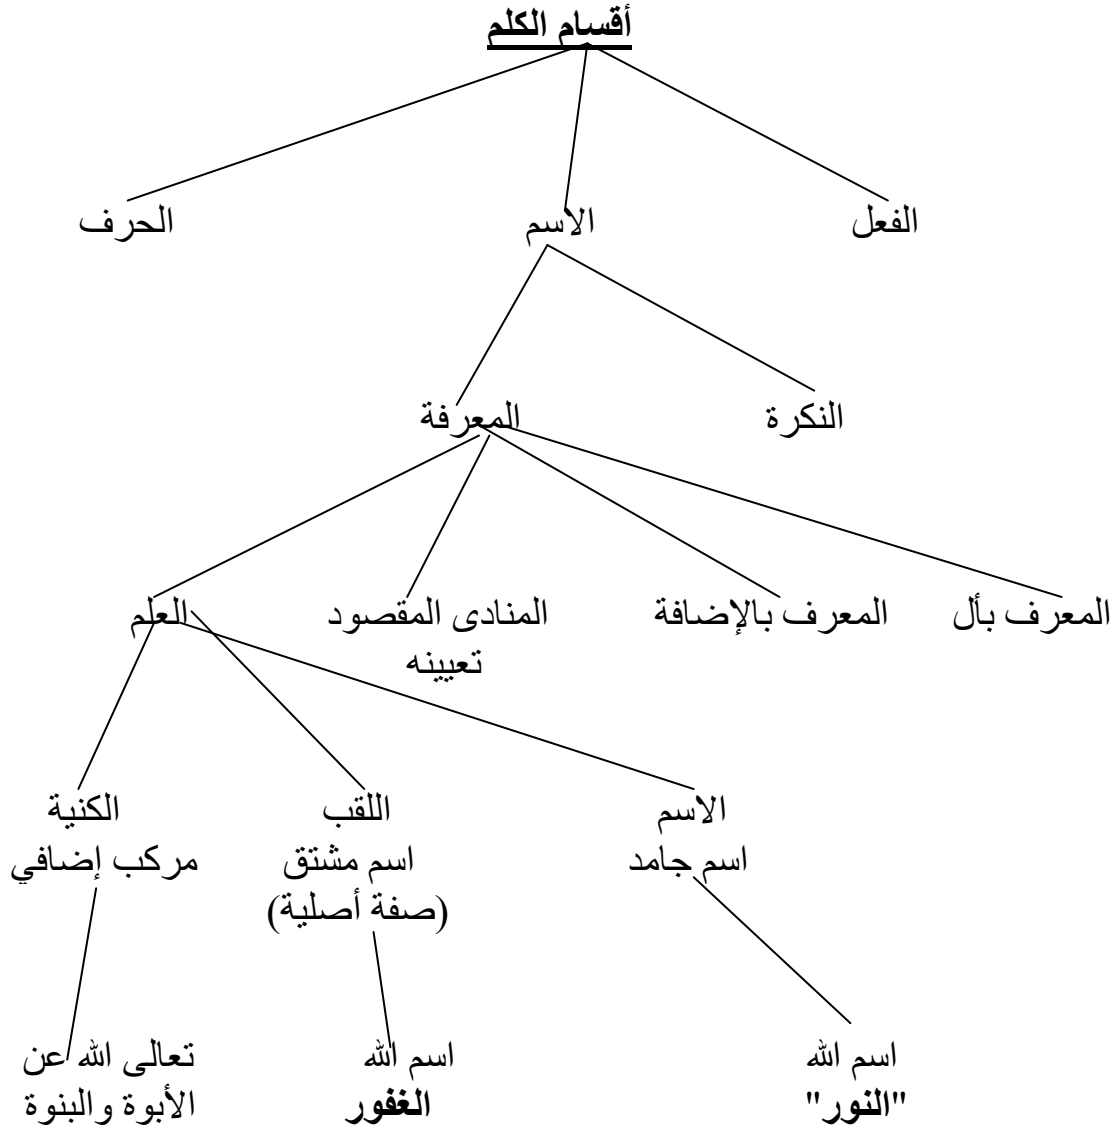 أقسام الكلم
الفعل
الاسم
الحرف
النكرة
المعرفة
المعرف بأل
المعرف بالإضافة
المنادى المقصود
تعيينه
العلم
الاسم
اسم جامد
اللقب
اسم مشتق
(صفة أصلية)
الكنية
مركب إضافي
اسم الله
"النور"
اسم الله
الغفور
تعالى الله عن
الأبوة والبنوة